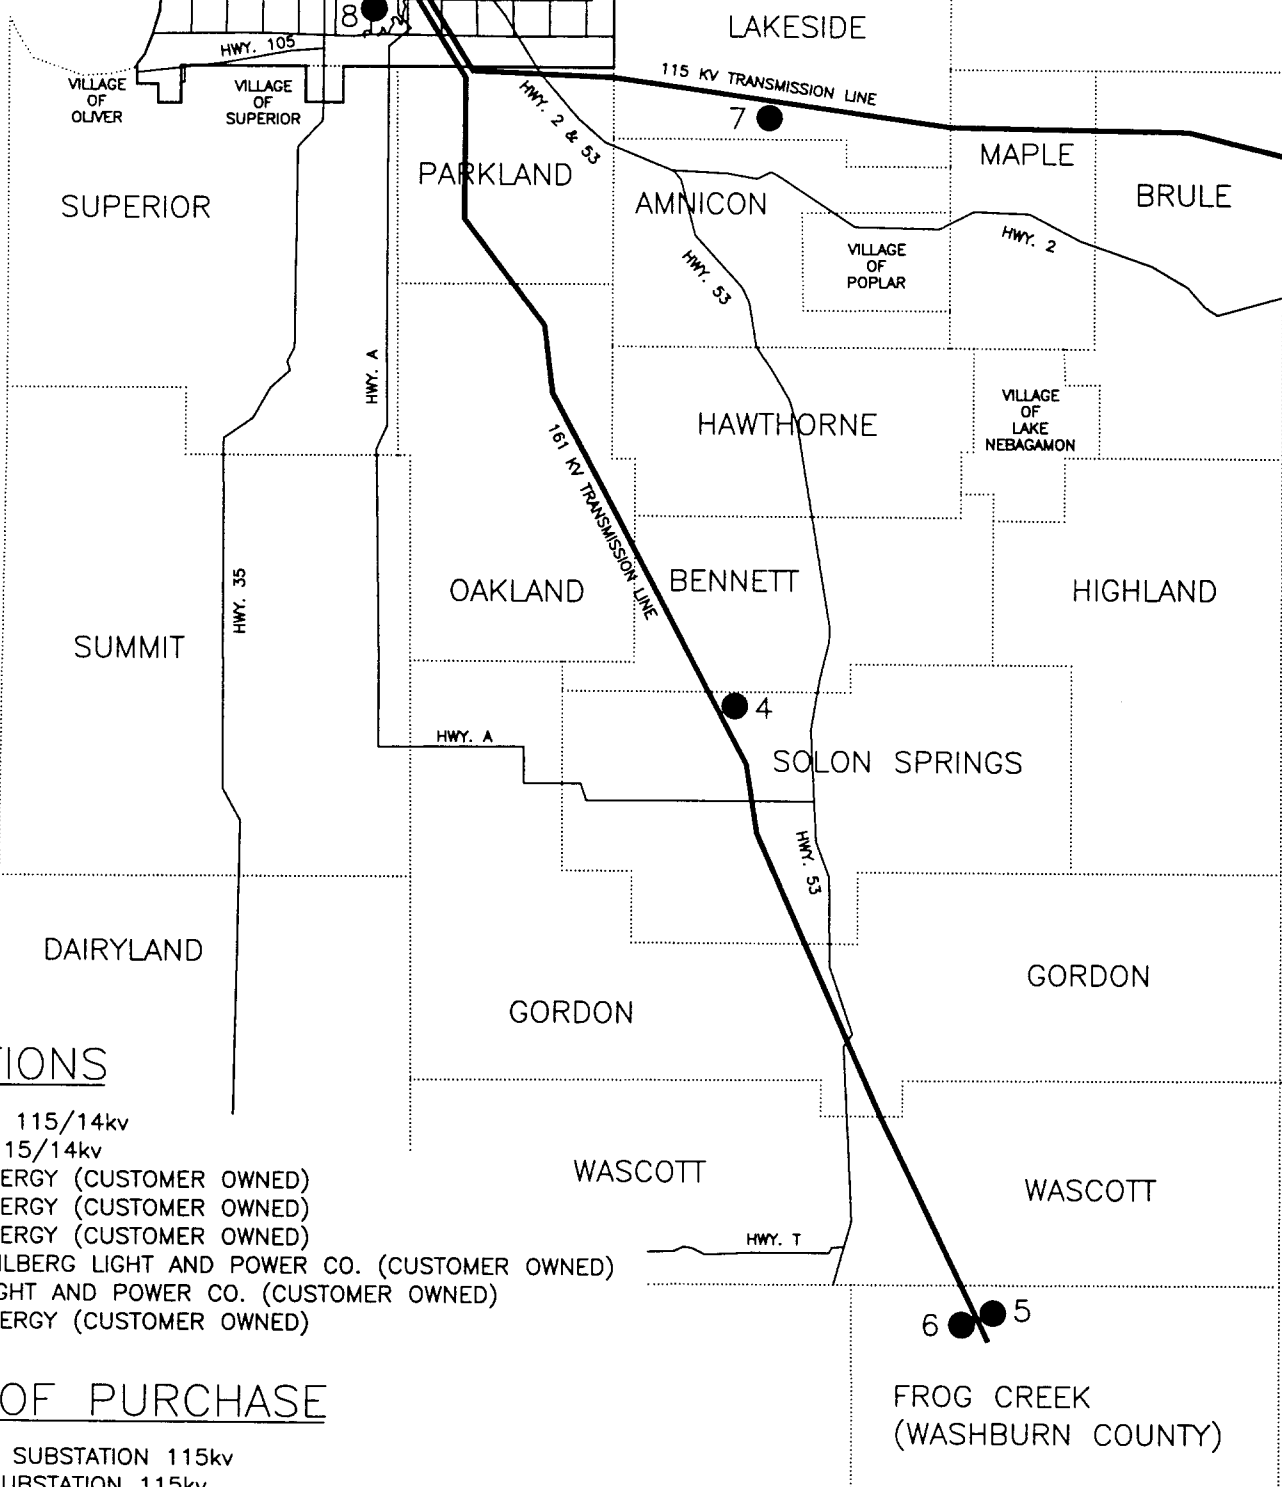 LAKESIDE
8
HWY. 105
VILLAGE
OF
OLIVER
VILLAGE
OF
SUPERIOR
115 KV TRANSMISSION LINE
7
HWY. 2 & 53
MAPLE
PARKLAND
SUPERIOR
AMNICON
BRULE
HWY. 2
VILLAGE
OF
POPLAR
HWY. 53
HWY. A
VILLAGE
OF
LAKE
NEBAGAMON
HAWTHORNE
161 KV TRANSMISSION LINE
HWY. 35
OAKLAND
BENNETT
HIGHLAND
SUMMIT
4
HWY. A
SOLON SPRINGS
HWY. 53
DAIRYLAND
GORDON
GORDON
TIONS
115/14kv
15/14kv
ERGY (CUSTOMER OWNED)
ERGY (CUSTOMER OWNED)
ERGY (CUSTOMER OWNED)
LBERG LIGHT AND POWER CO. (CUSTOMER OWNED)
GHT AND POWER CO. (CUSTOMER OWNED)
ERGY (CUSTOMER OWNED)
WASCOTT
WASCOTT
HWY. T
6
5
OF PURCHASE
SUBSTATION 115kv
UBSTATION 115kv
FROG CREEK
(WASHBURN COUNTY)